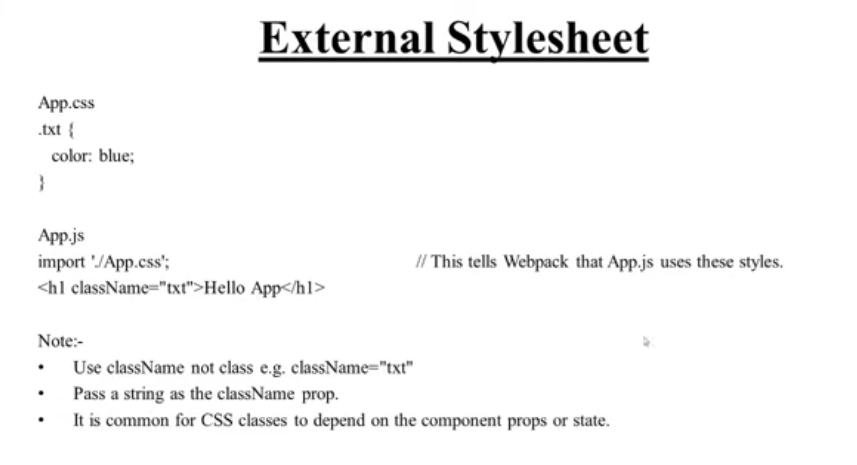 External Stylesheet
App.css
.txt {
color: blue;
}
App.js
import './App.css'; // This tells Webpack that App.js uses these styles.
<h1 className="txt">Hello App</h1>
Note:-
• Use className not class e.g. className="txt"
• Pass a string as the className prop.
• It is common for CSS classes to depend on the component props or state.